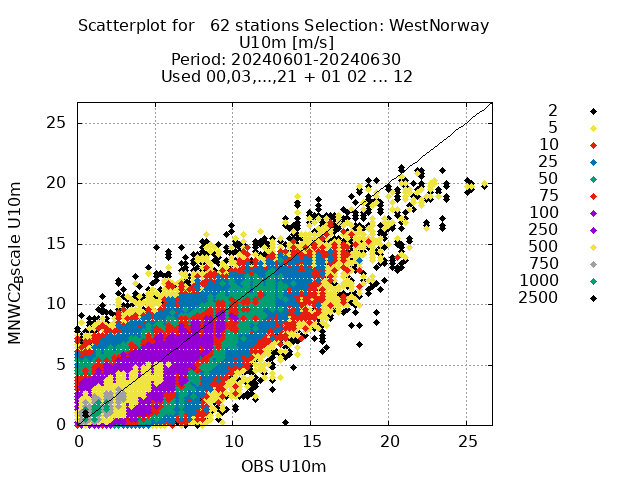 Scatterplot for   62 stations Selection: WestNorway
U10m [m/s]
Period: 20240601-20240630
Used 00,03,...,21 + 01 02 ... 12
25
20
15
10
5
0
0 5 10 15 20 25
OBS U10m
U10m
2
5
10
25
50
75
100
250
500
750
1000
2500